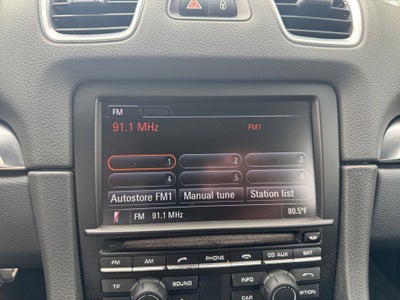 FM OPTION
91.1 MHz FM1
1 2 3
4 5 6
Autostore FM1 Manual tune Station list
FM 91.1 MHz 80.5°F
FM AM PHONE CD AUX SAT
TP SOUND INFO CAR
OPTION